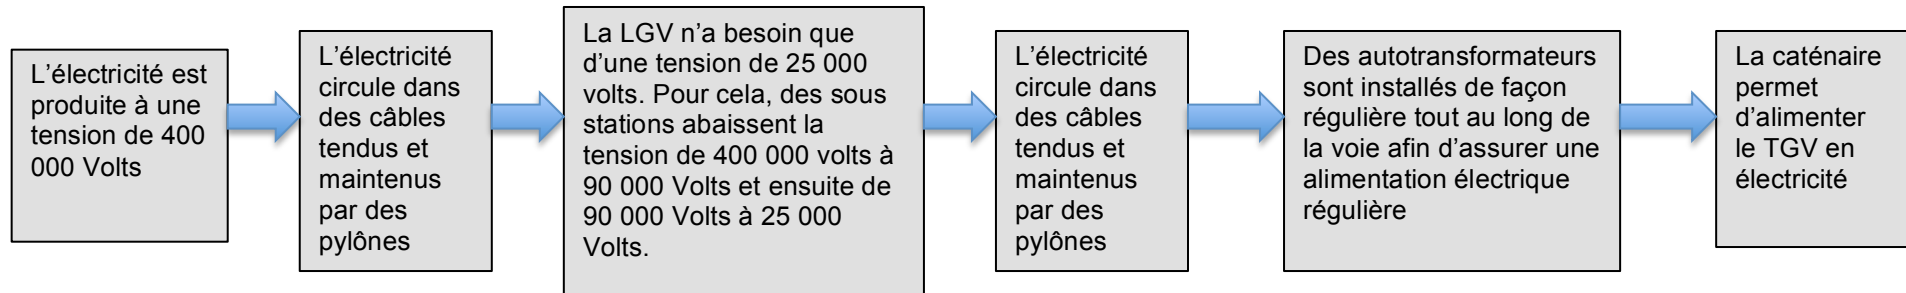 L’électricité est
produite à une
tension de 400
000 Volts
L’électricité
circule dans
des câbles
tendus et
maintenus
par des
pylônes
La LGV n’a besoin que
d’une tension de 25 000
volts. Pour cela, des sous
stations abaissent la
tension de 400 000 volts à
90 000 Volts et ensuite de
90 000 Volts à 25 000
Volts.
L’électricité
circule dans
des câbles
tendus et
maintenus
par des
pylônes
Des autotransformateurs
sont installés de façon
régulière tout au long de
la voie afin d’assurer une
alimentation électrique
régulière
La caténaire
permet
d’alimenter
le TGV en
électricité